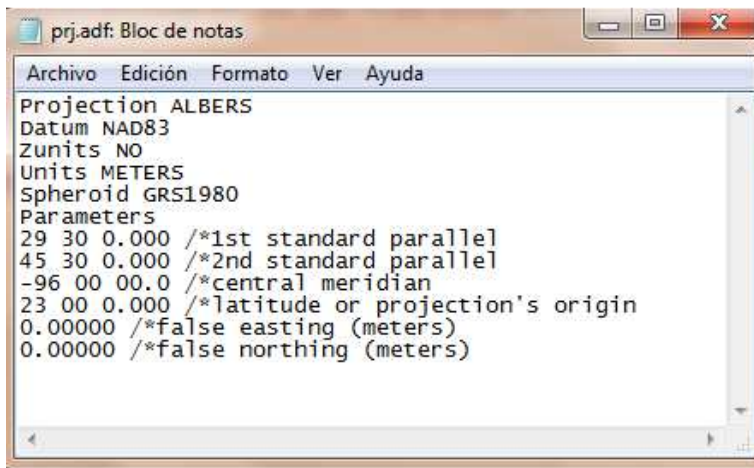 prj.adf: Bloc de notas
Archivo Edición Formato Ver Ayuda
Projection ALBERS
Datum NAD83
Zunits NO
Units METERS
Spheroid GRS1980
Parameters
29 30 0.000 /*1st standard parallel
45 30 0.000 /*2nd standard parallel
-96 00 00.0 /*central meridian
23 00 0.000 /*latitude or projection's origin
0.00000 /*false easting (meters)
0.00000 /*false northing (meters)